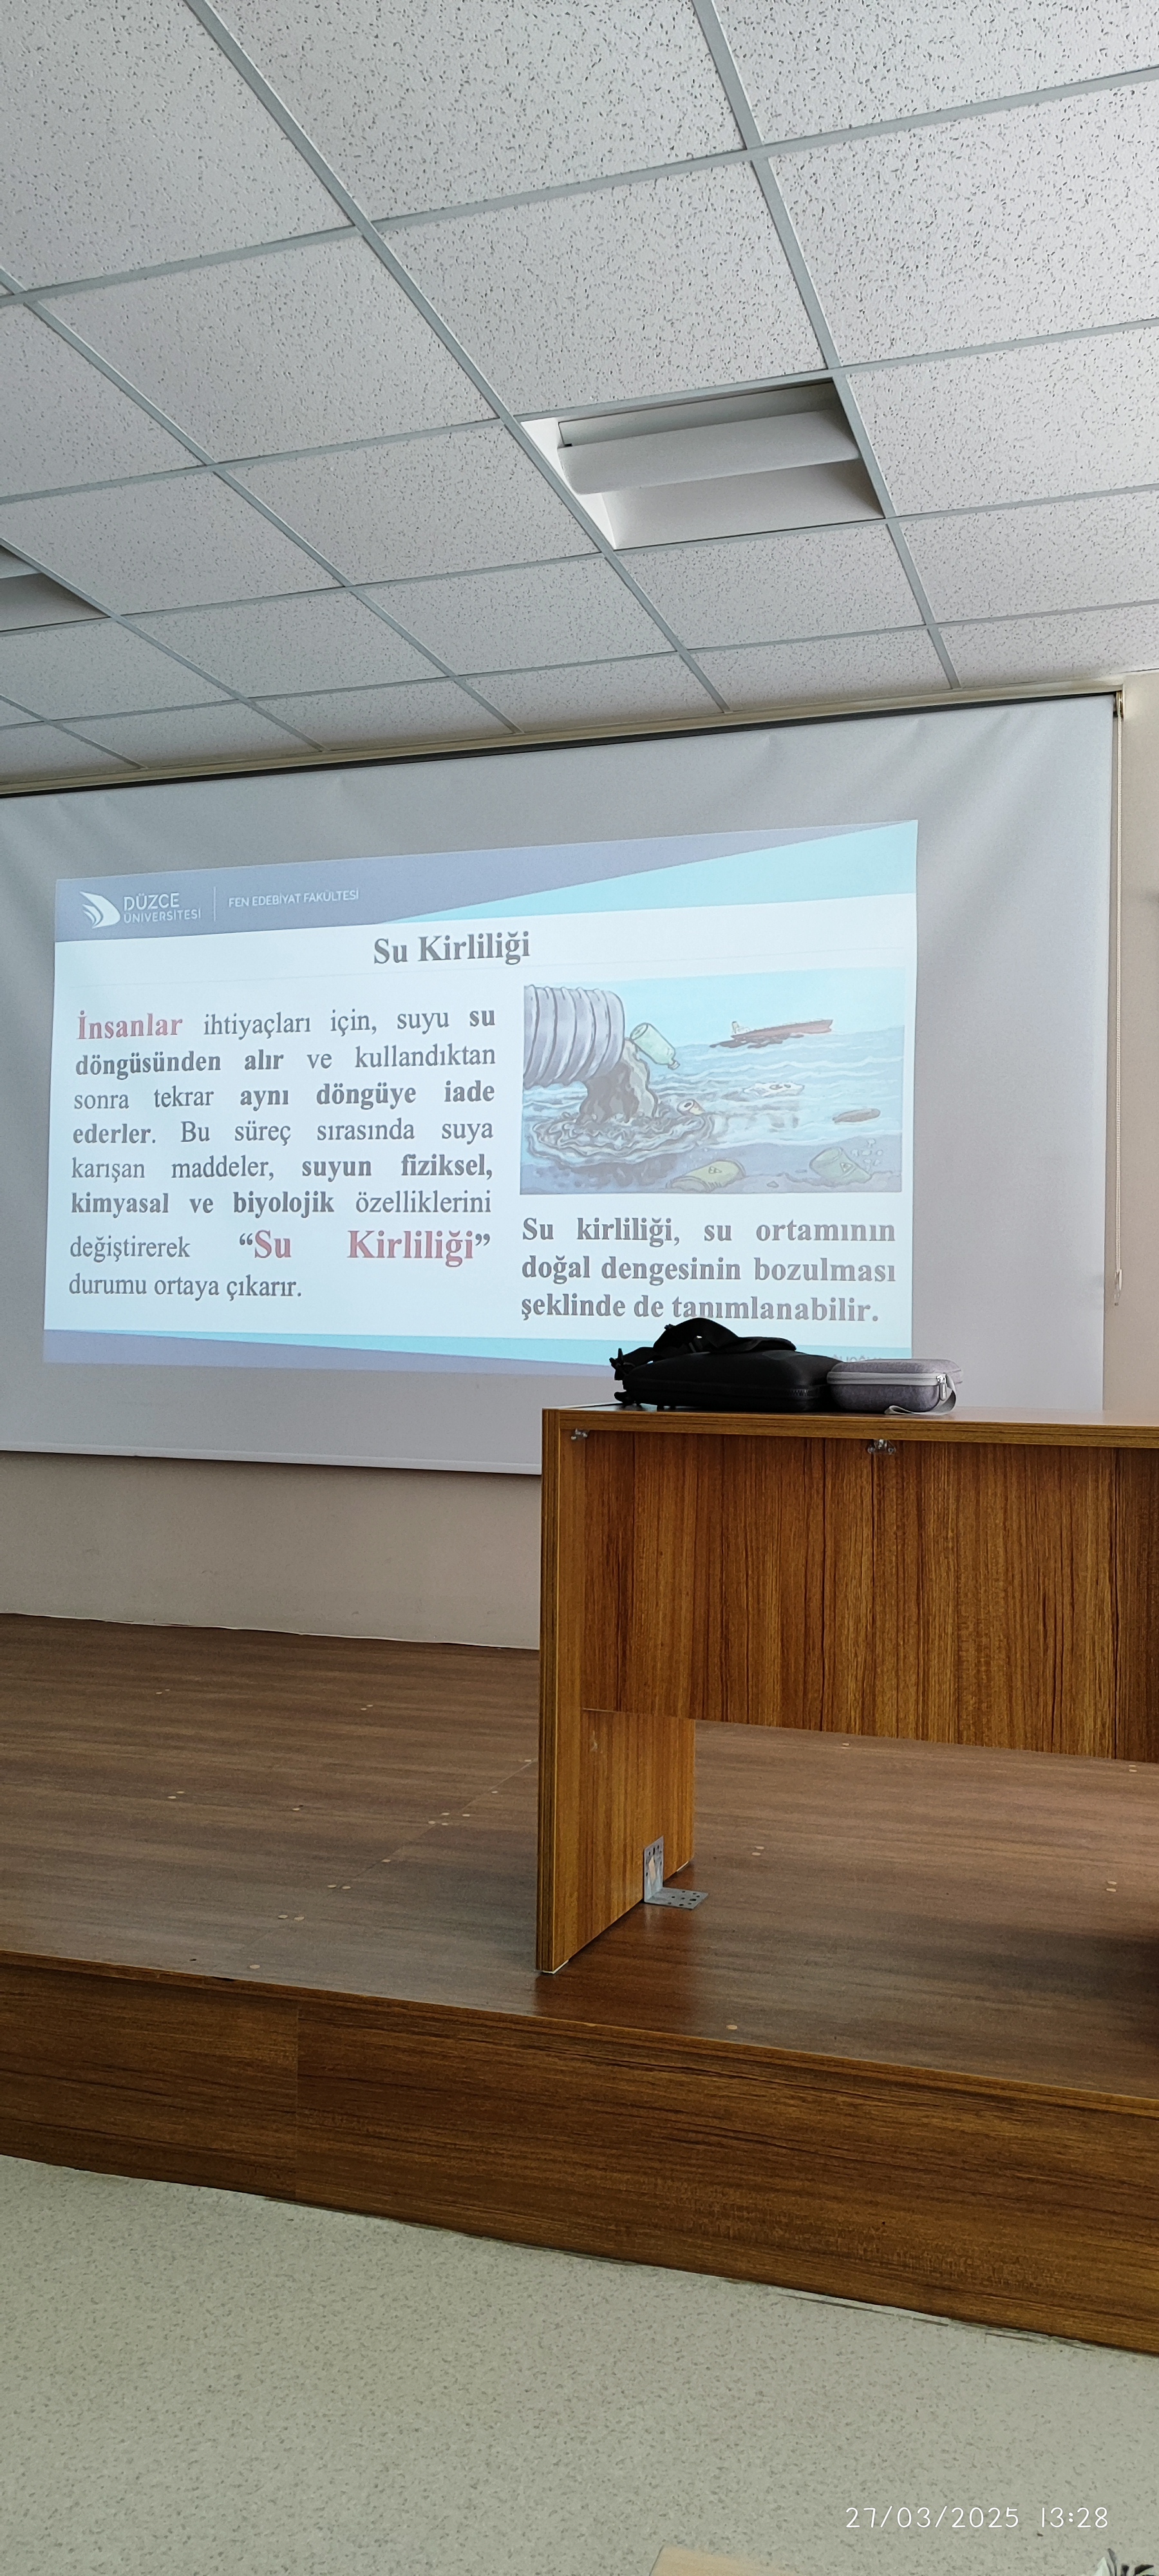 DÜZCE
ÜNİVERSİTESİ
FEN EDEBİYAT FAKÜLTESİ
Su Kirliliği
İnsanlar ihtiyaçları için, suyu su
döngüsünden alır ve kullandıktan
sonra tekrar aynı döngüye iade
ederler. Bu süreç sırasında suya
karışan maddeler, suyun fiziksel,
kimyasal ve biyolojik özelliklerini
değiştirerek “Su Kirliliği”
durumu ortaya çıkarır.
Su kirliliği, su ortamının
doğal dengesinin bozulması
şeklinde de tanımlanabilir.
27/03/2025 13:28